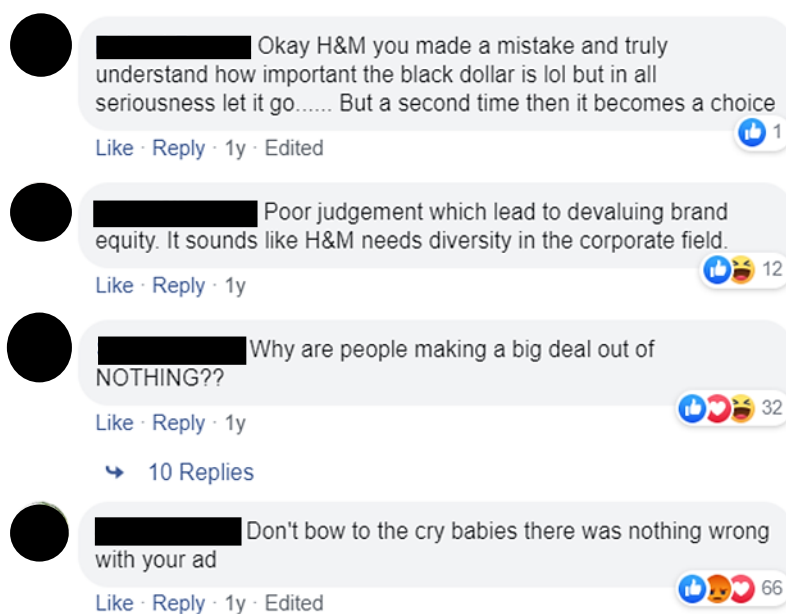 Okay H&M you made a mistake and truly
understand how important the black dollar is lol but in all
seriousness let it go...... But a second time then it becomes a choice
1
Like · Reply · 1y · Edited
Poor judgement which lead to devaluing brand
equity. It sounds like H&M needs diversity in the corporate field.
12
Like · Reply · 1y
Why are people making a big deal out of
NOTHING??
32
Like · Reply · 1y
10 Replies
Don't bow to the cry babies there was nothing wrong
with your ad
66
Like · Reply · 1y · Edited